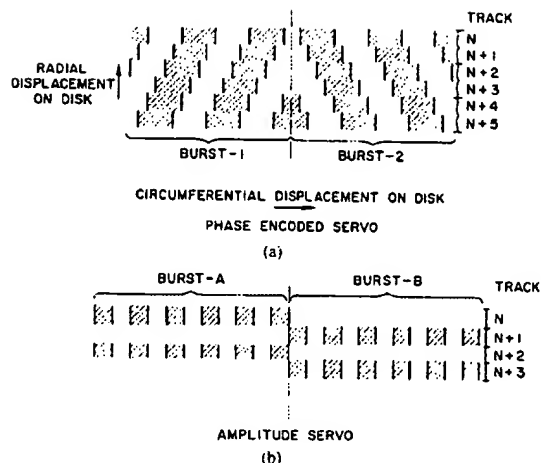 (a)
TRACK
N
N+1
N+2
N+3
N+4
N+5
RADIAL
DISPLACEMENT
ON DISK
BURST-1
BURST-2
CIRCUMFERENTIAL DISPLACEMENT ON DISK
PHASE ENCODED SERVO
(a)
BURST-A
BURST-B
TRACK
N
N+1
N+2
N+3
AMPLITUDE SERVO
(b)
(b)